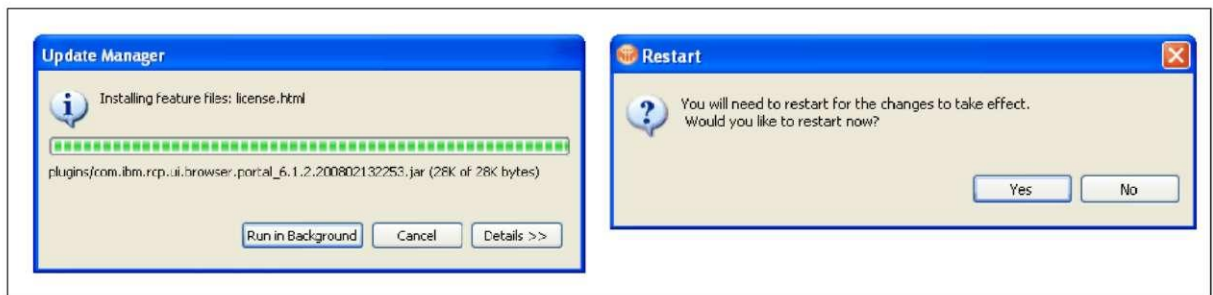 Update Manager
Installing feature files: license.html
plugins/com.ibm.rcp.ui.browser.portal_6.1.2.200802132253.jar (28K of 28K bytes)
Run in Background
Cancel
Details >>
Restart
You will need to restart for the changes to take effect.
Would you like to restart now?
Yes
No